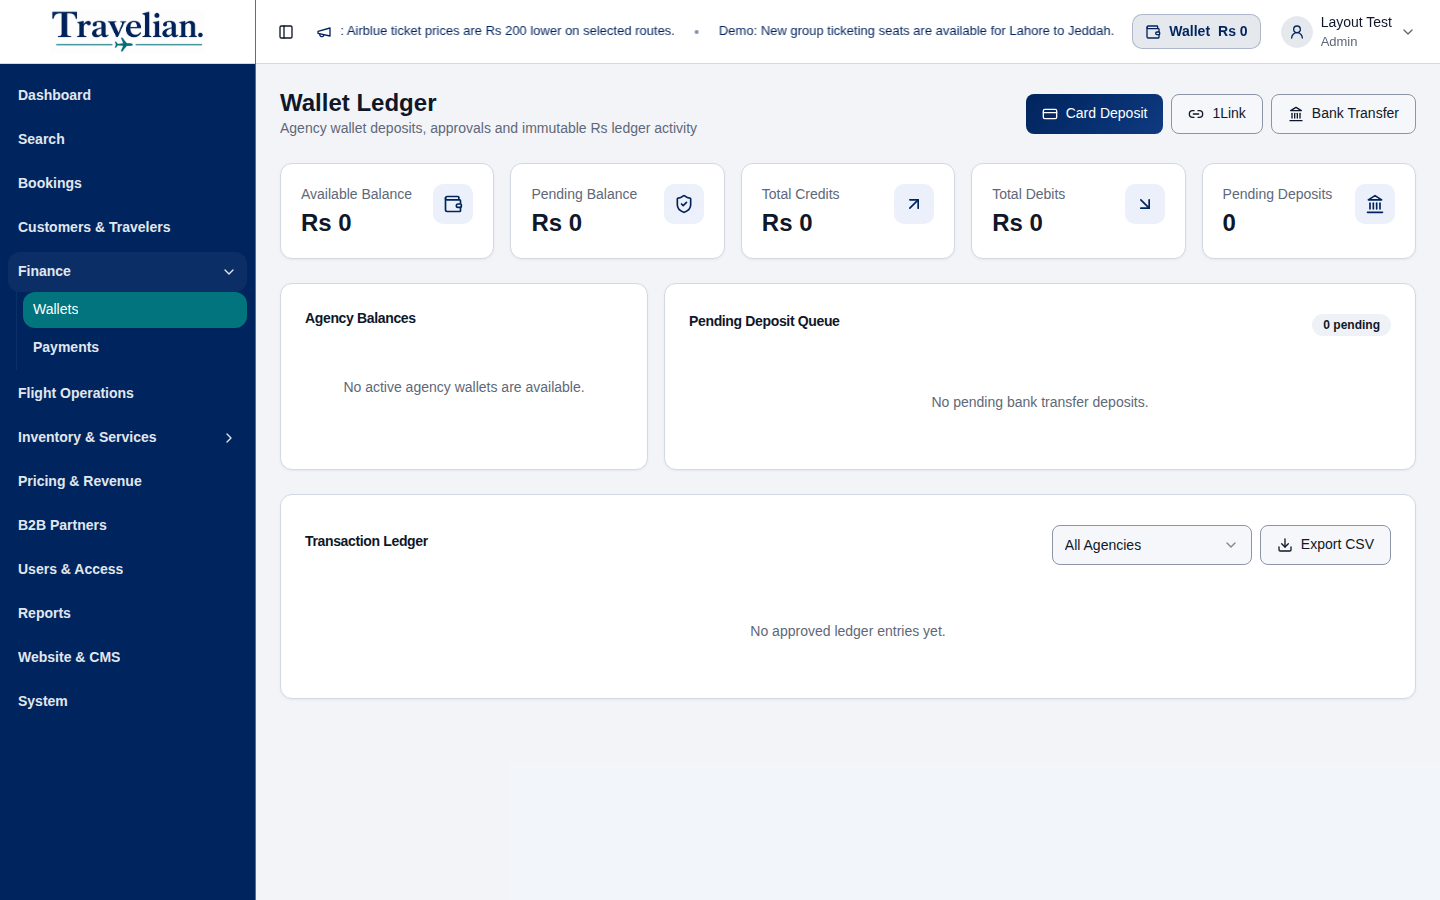 Travelian.
: Airblue ticket prices are Rs 200 lower on selected routes. • Demo: New group ticketing seats are available for Lahore to Jeddah.
Wallet Rs 0
Layout Test
Admin
Dashboard
Search
Bookings
Customers & Travelers
Finance
Wallets
Payments
Flight Operations
Inventory & Services
Pricing & Revenue
B2B Partners
Users & Access
Reports
Website & CMS
System
Wallet Ledger
Agency wallet deposits, approvals and immutable Rs ledger activity
Card Deposit
1Link
Bank Transfer
Available Balance
Rs 0
Pending Balance
Rs 0
Total Credits
Rs 0
Total Debits
Rs 0
Pending Deposits
0
Agency Balances
No active agency wallets are available.
Pending Deposit Queue
0 pending
No pending bank transfer deposits.
Transaction Ledger
All Agencies
Export CSV
No approved ledger entries yet.